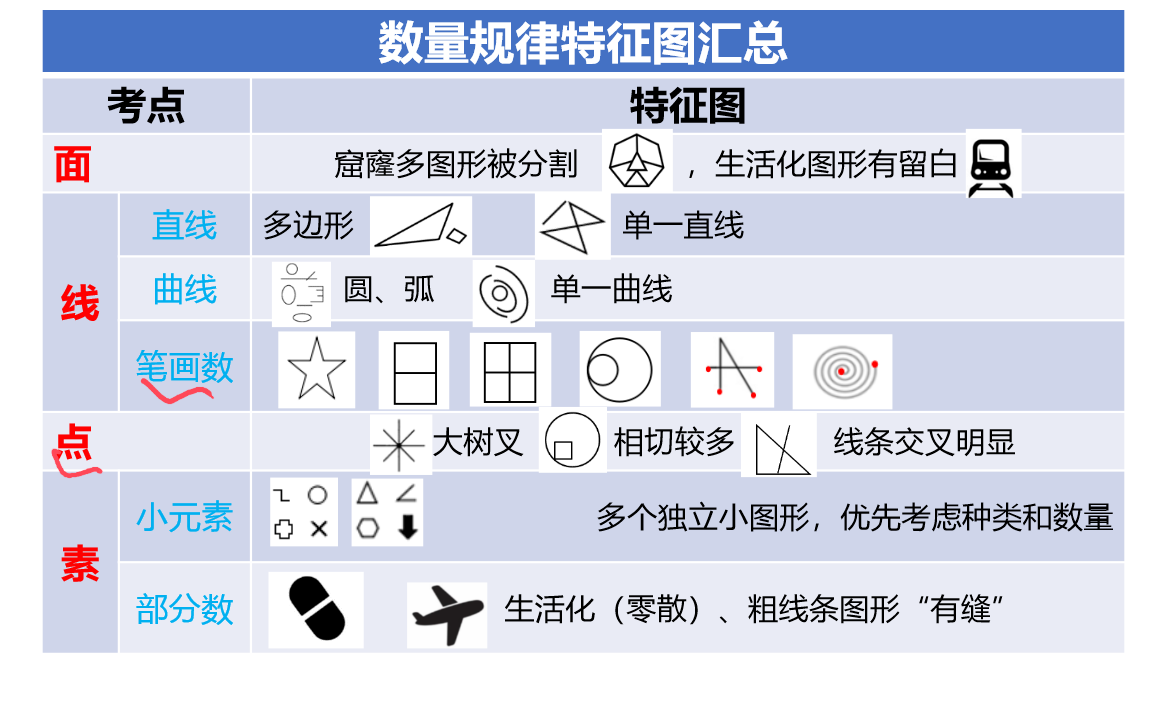 数量规律特征图汇总
考点 特征图
面 窟窿多图形被分割 ，生活化图形有留白
线
直线 多边形 单一直线
曲线 圆、弧 单一曲线
笔画数
点 大树叉 相切较多 线条交叉明显
素
小元素 多个独立小图形，优先考虑种类和数量
部分数 生活化（零散）、粗线条图形“有缝”